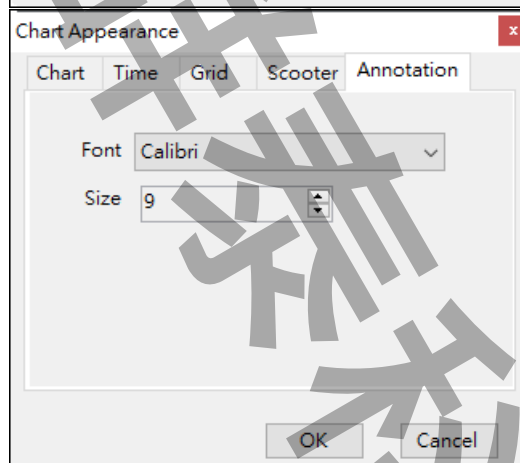 Chart Appearance
x
Chart Time Grid Scooter Annotation
Font Calibri
Size 9
OK Cancel